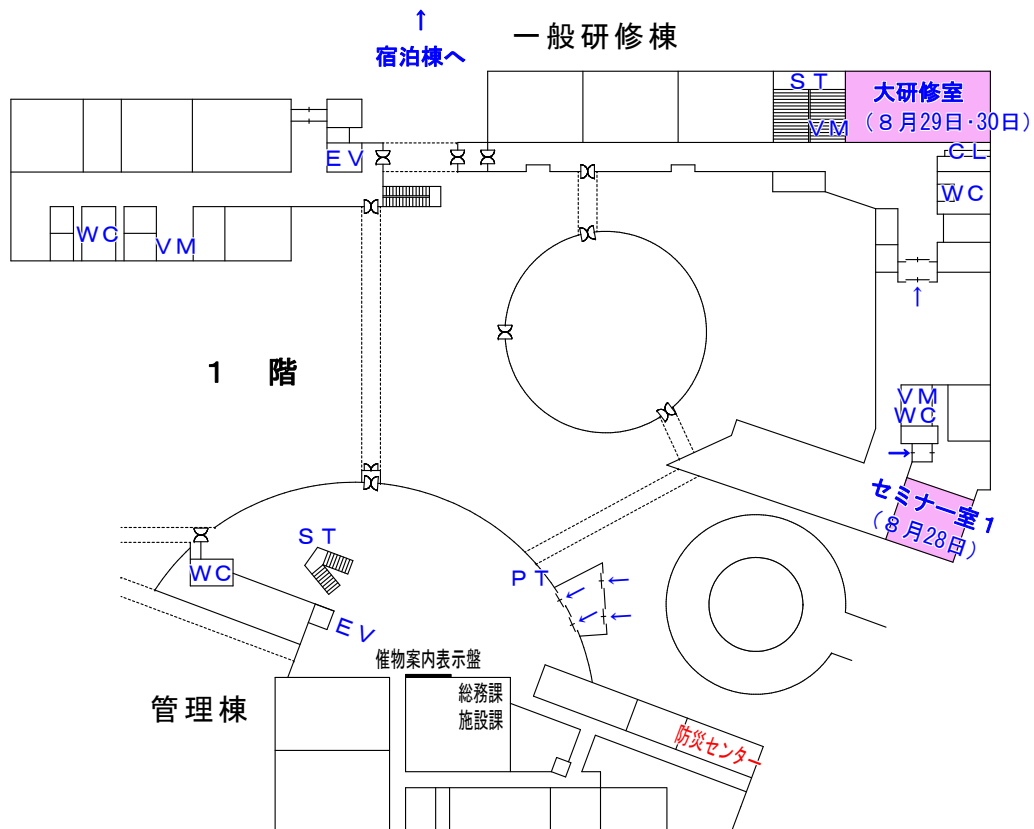 ↑
宿泊棟へ
一般研修棟
ＳＴ
ＶＭ
大研修室
（８月29日･30日）
ＣＬ
ＷＣ
ＥＶ
ＷＣ
ＶＭ
↑
１　階
ＶＭ
ＷＣ
→
セミナー室１
（８月28日）
ＳＴ
ＷＣ
ＰＴ
←
←
←
←
ＥＶ
催物案内表示盤
総務課
施設課
管理棟
防災センター